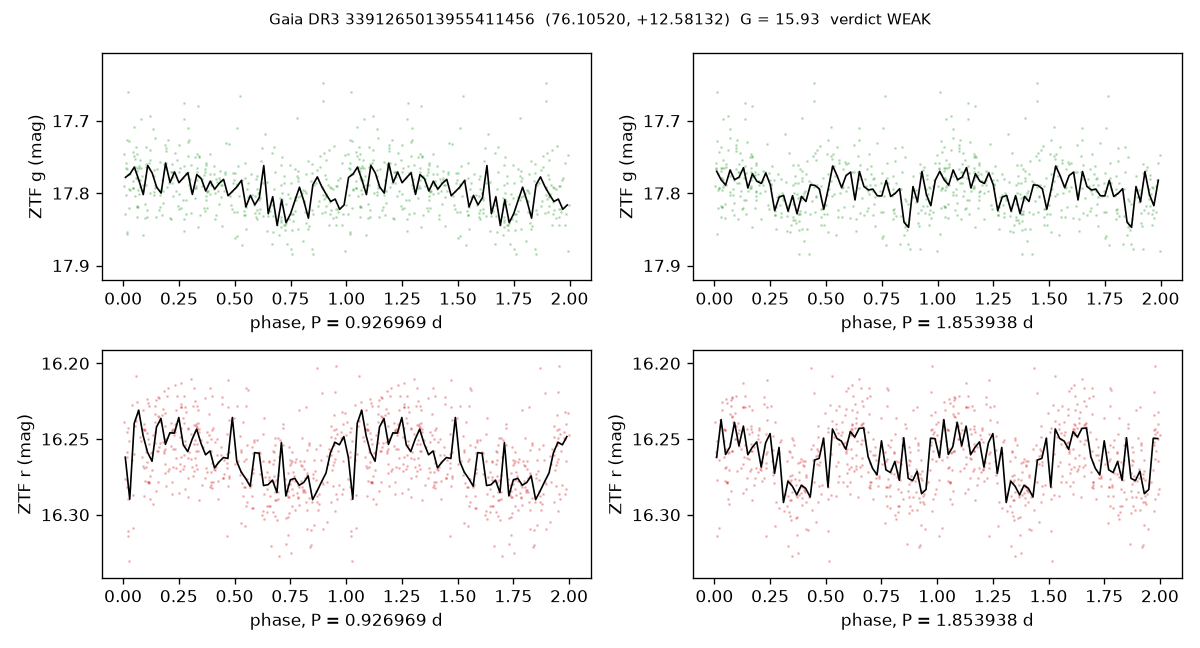 Gaia DR3 3391265013955411456  (76.10520, +12.58132)  G = 15.93  verdict WEAK
ZTF g (mag)
17.7
17.8
17.9
0.00 0.25 0.50 0.75 1.00 1.25 1.50 1.75 2.00
phase, P = 0.926969 d
ZTF g (mag)
17.7
17.8
17.9
0.00 0.25 0.50 0.75 1.00 1.25 1.50 1.75 2.00
phase, P = 1.853938 d
ZTF r (mag)
16.20
16.25
16.30
0.00 0.25 0.50 0.75 1.00 1.25 1.50 1.75 2.00
phase, P = 0.926969 d
ZTF r (mag)
16.20
16.25
16.30
0.00 0.25 0.50 0.75 1.00 1.25 1.50 1.75 2.00
phase, P = 1.853938 d